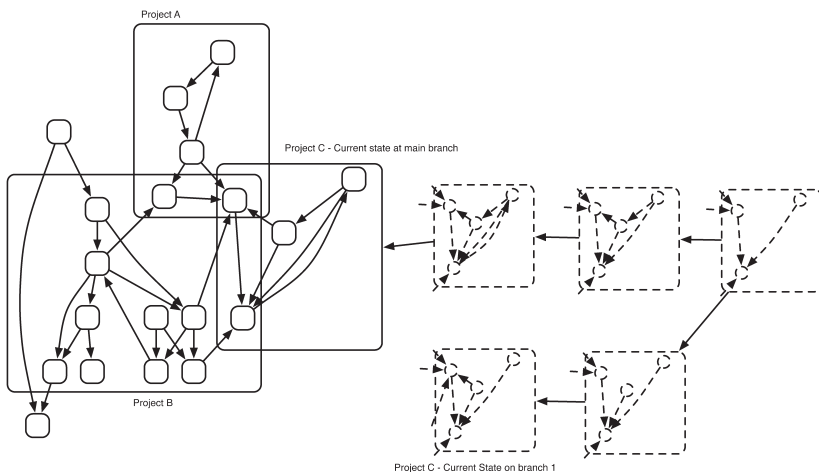 Project A
Project C - Current state at main branch
Project B
Project C - Current State on branch 1